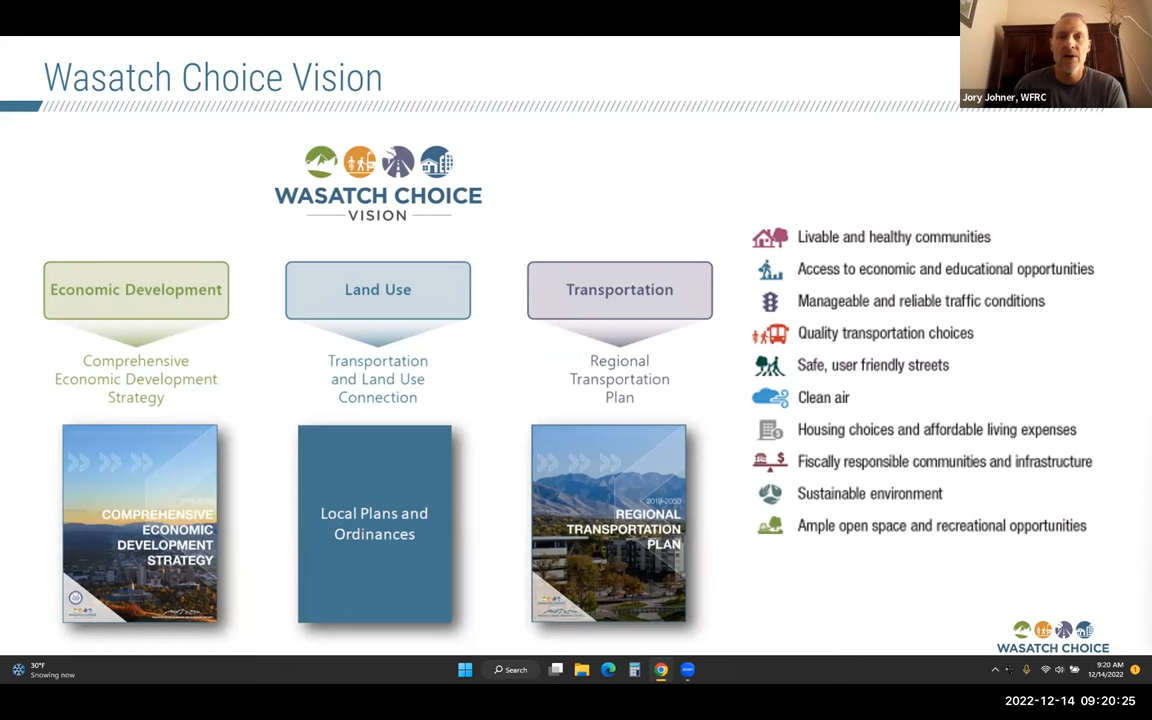 Wasatch Choice Vision
Jory Johner, WFRC
WASATCH CHOICE
VISION
Economic Development
Land Use
Transportation
Comprehensive
Economic Development
Strategy
Transportation
and Land Use
Connection
Regional
Transportation
Plan
COMPREHENSIVE
ECONOMIC
DEVELOPMENT
STRATEGY
Local Plans and
Ordinances
2019-2050
REGIONAL
TRANSPORTATION
PLAN
Livable and healthy communities
Access to economic and educational opportunities
Manageable and reliable traffic conditions
Quality transportation choices
Safe, user friendly streets
Clean air
Housing choices and affordable living expenses
Fiscally responsible communities and infrastructure
Sustainable environment
Ample open space and recreational opportunities
WASATCH CHOICE
30°F
Snowing now
Search
9:20 AM
12/14/2022
1
2022-12-14 09:20:25